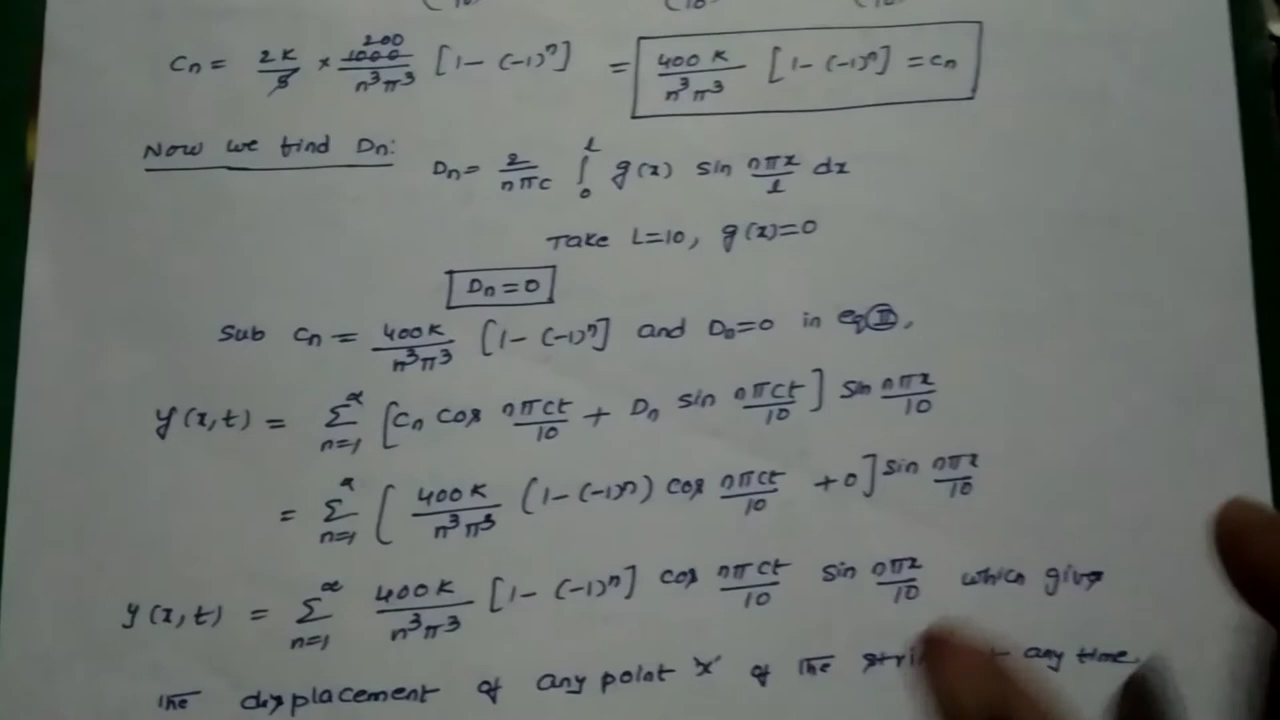 Cn = 2K/5 × 200 1000/n³π³ [1-(-1)ⁿ] = 400K/n³π³ [1-(-1)ⁿ] = Cn
Now we find Dn:
Dn = 2/nπc ∫₀ˡ g(x) sin nπx/l dx
Take L=10, g(x)=0
Dn = 0
Sub Cn = 400K/n³π³ [1-(-1)ⁿ] and Dn=0 in eq II,
y(x,t) = Σ n=1 ∝ [Cn cos nπct/10 + Dn sin nπct/10] sin nπx/10
= Σ n=1 ∝ [400K/n³π³ (1-(-1)ⁿ) cos nπct/10 + 0] sin nπx/10
y(x,t) = Σ n=1 ∝ 400K/n³π³ [1-(-1)ⁿ] cos nπct/10 sin nπx/10 which gives
the displacement of any point 'x' of the any time